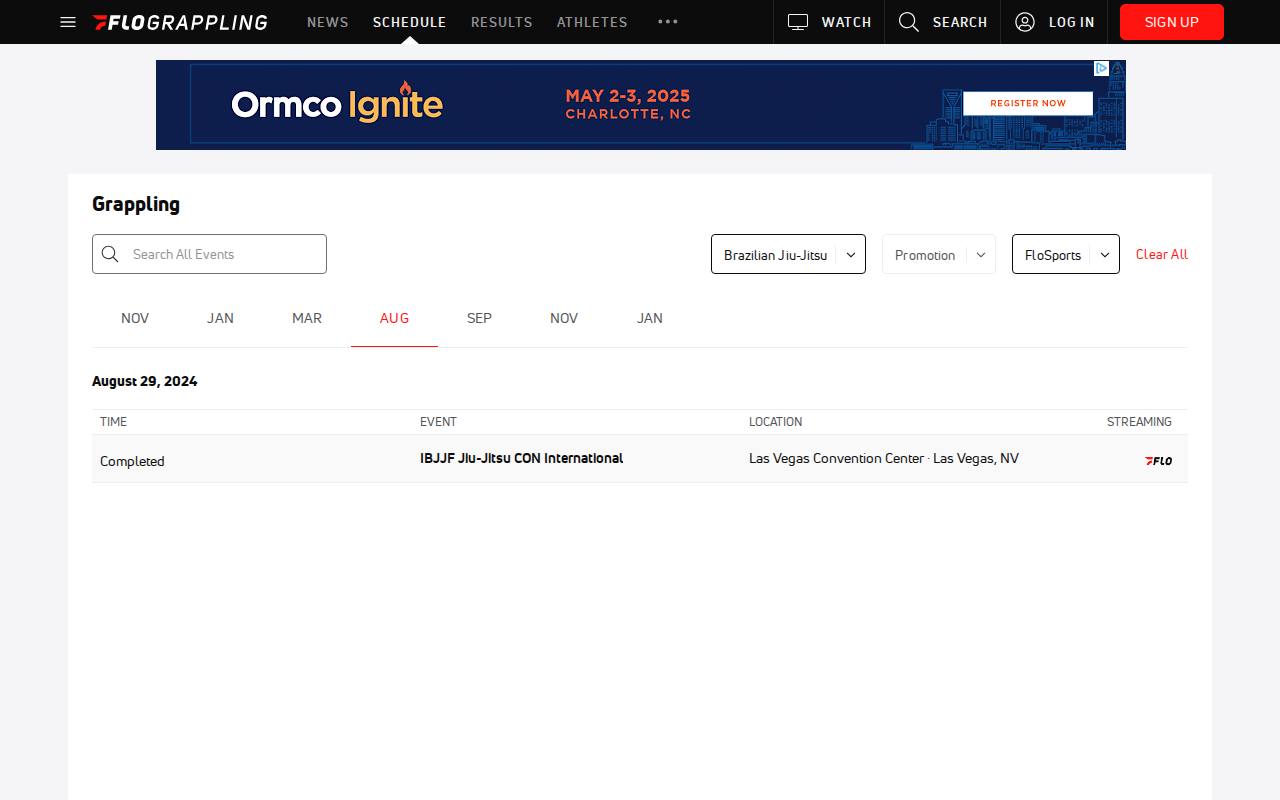 FLOGRAPPLING NEWS SCHEDULE RESULTS ATHLETES WATCH SEARCH LOG IN SIGN UP
Ormco Ignite MAY 2-3, 2025 REGISTER NOW
CHARLOTTE, NC
Grappling
Search All Events Brazilian Jiu-Jitsu Promotion FloSports Clear All
NOV JAN MAR AUG SEP NOV JAN
August 29, 2024
TIME EVENT LOCATION STREAMING
Completed IBJJF Jiu-Jitsu CON International Las Vegas Convention Center · Las Vegas, NV FLO